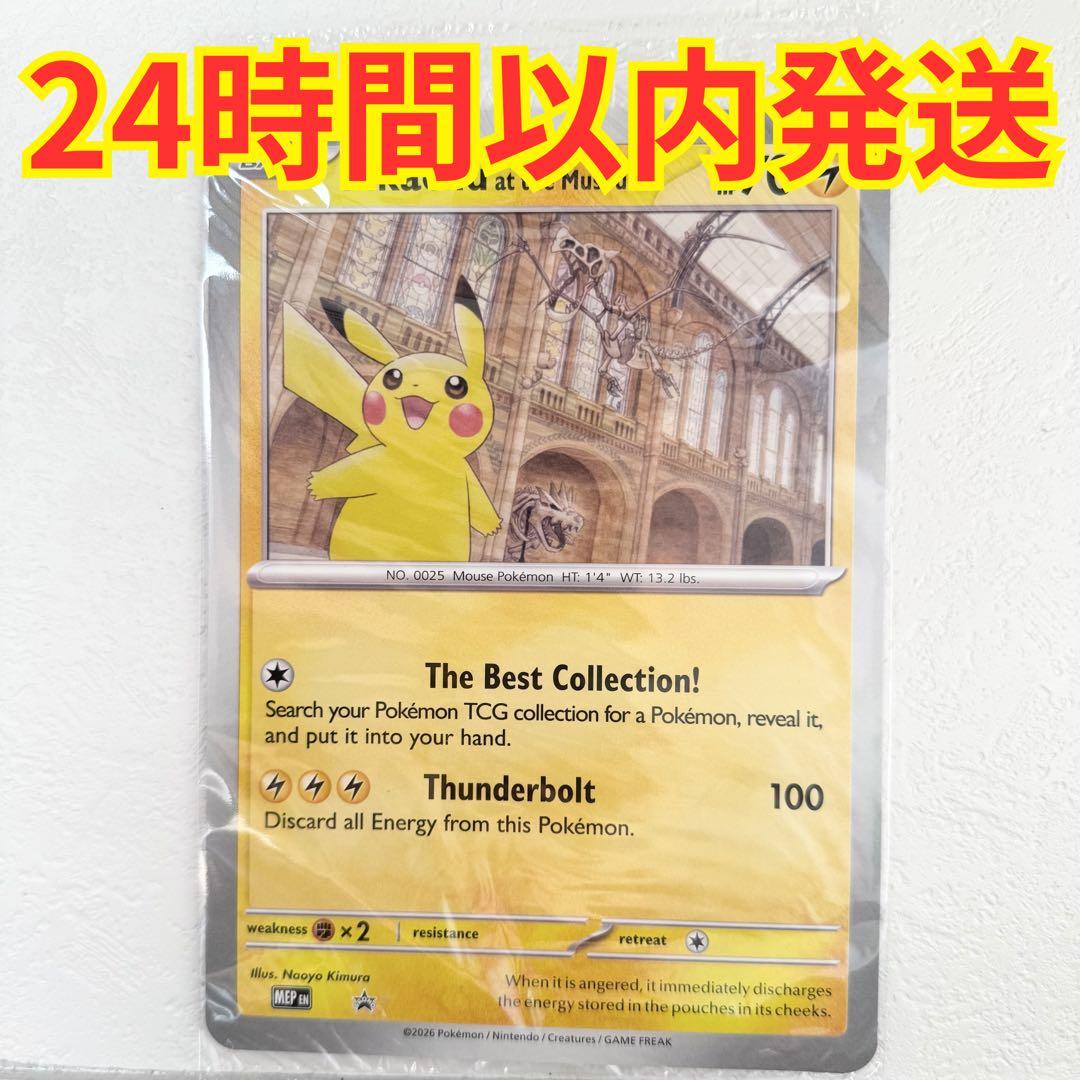 24時間以内発送
at the
NO. 0025 Mouse Pokémon HT: 1'4" WT: 13.2 lbs.
The Best Collection!
Search your Pokémon TCG collection for a Pokémon, reveal it,
and put it into your hand.
Thunderbolt 100
Discard all Energy from this Pokémon.
weakness ×2 resistance retreat
Illus. Naoyo Kimura
When it is angered, it immediately discharges
the energy stored in the pouches in its cheeks.
MEP EN
©2026 Pokémon / Nintendo / Creatures / GAME FREAK